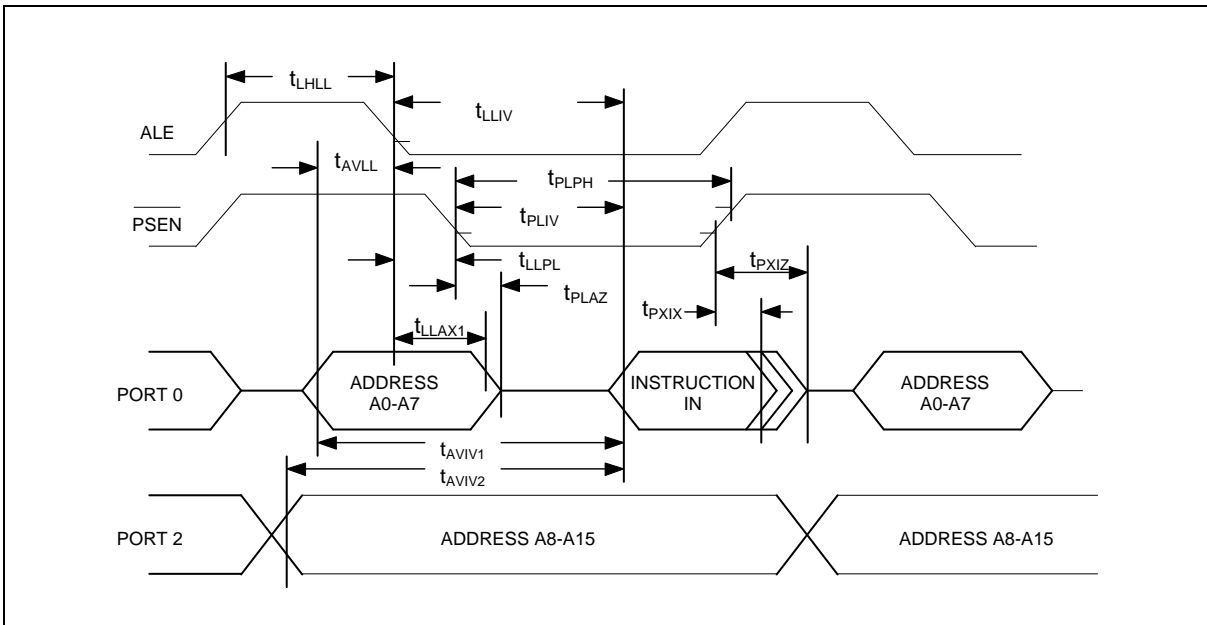 tLHLL
tLLIV
ALE
tAVLL
tPLPH
PSEN
tPLIV
tLLPL
tPXIZ
tPLAZ
tPXIX
tLLAX1
PORT 0
ADDRESS
A0-A7
INSTRUCTION
IN
ADDRESS
A0-A7
tAVIV1
tAVIV2
PORT 2
ADDRESS A8-A15
ADDRESS A8-A15